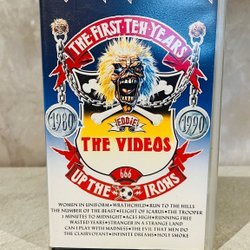 THE FIRST TEN YEARS
EDDIE
1980
1990
THE VIDEOS
666
UP THE IRONS
WOMEN IN UNIFORM•WRATHCHILD•RUN TO THE HILLS
THE NUMBER OF THE BEAST•FLIGHT OF ICARUS•THE TROOPER
2 MINUTES TO MIDNIGHT•ACES HIGH•RUNNING FREE
WASTED YEARS•STRANGER IN A STRANGE LAND
CAN I PLAY WITH MADNESS•THE EVIL THAT MEN DO
THE CLAIRVOYANT•INFINITE DREAMS•HOLY SMOKE